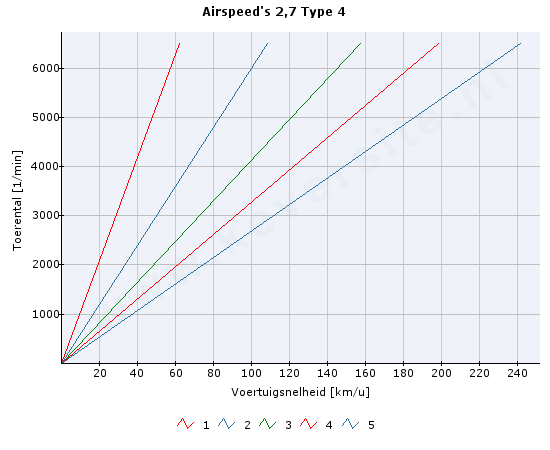 Airspeed's 2,7 Type 4
Toerental [1/min]
6000
5000
4000
3000
2000
1000
20 40 60 80 100 120 140 160 180 200 220 240
Voertuigsnelheid [km/u]
1 2 3 4 5